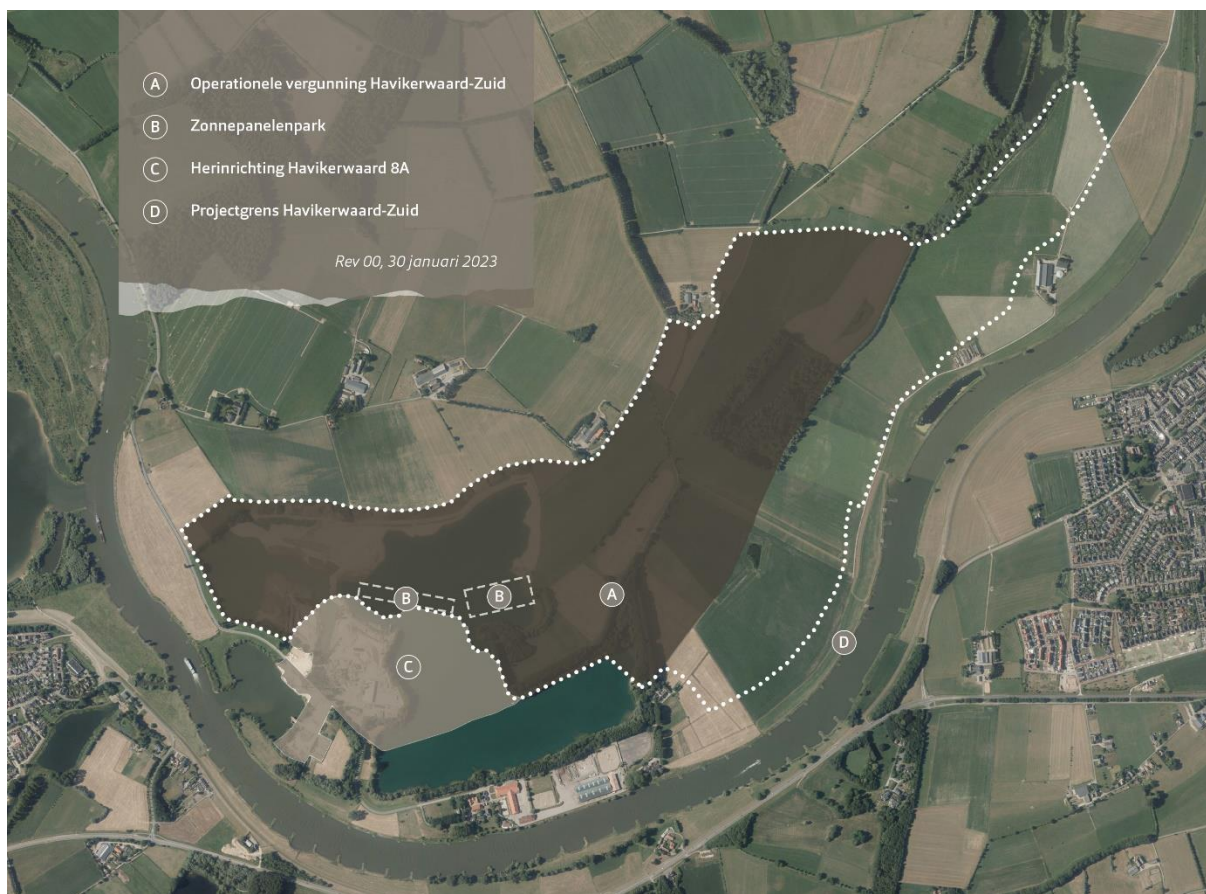 A Operationele vergunning Havikerwaard-Zuid
B Zonnepanelenpark
C Herinrichting Havikerwaard 8A
D Projectgrens Havikerwaard-Zuid
Rev 00, 30 januari 2023
B
B
A
D
C